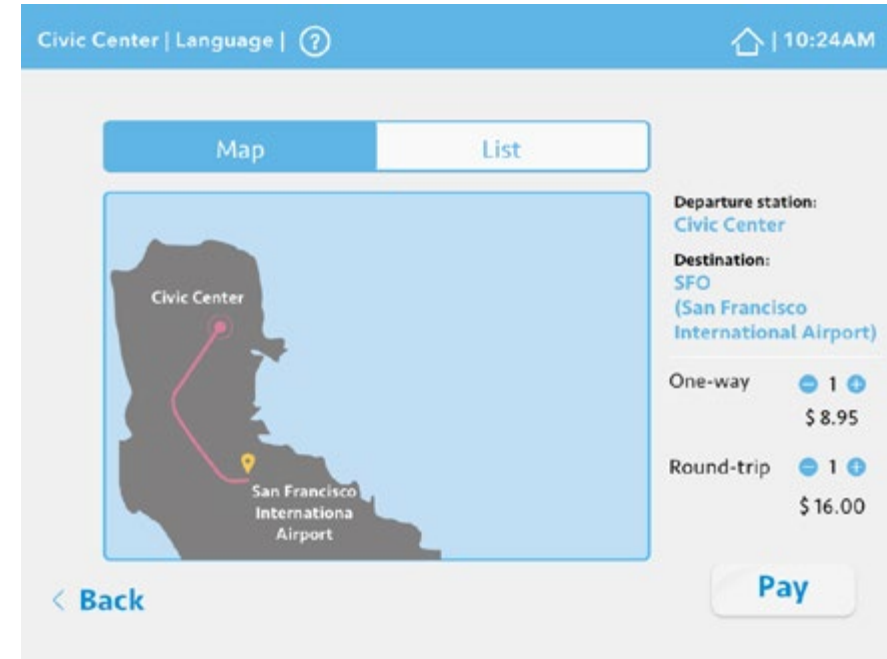 Civic Center | Language | ?
| 10:24AM
Map
List
Civic Center
San Francisco
Internationa
Airport
Departure station:
Civic Center
Destination:
SFO
(San Francisco
International Airport)
One-way - 1 +
$ 8.95
Round-trip - 1 +
$ 16.00
< Back
Pay